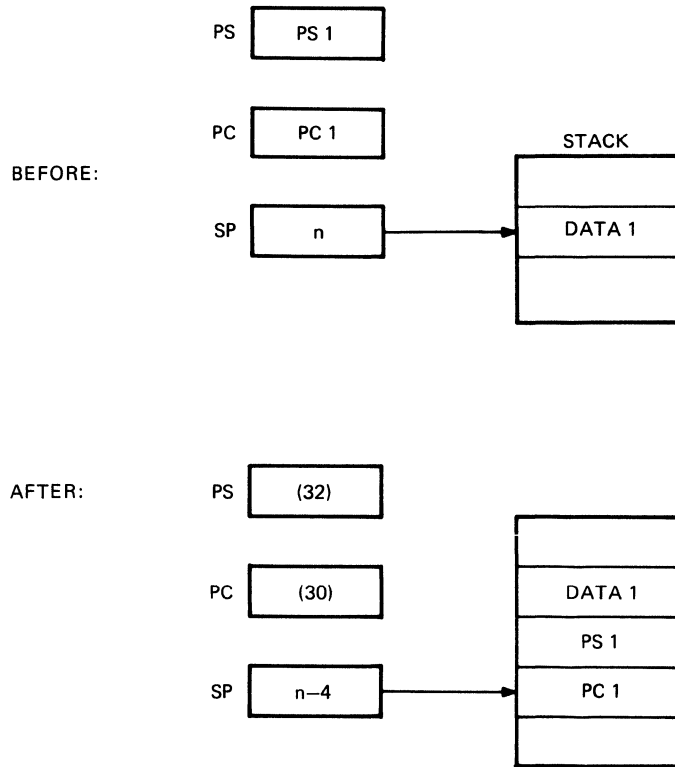 PS PS 1
PC PC 1
STACK
BEFORE:
SP n DATA 1
AFTER: PS (32)
PC (30) DATA 1
PS 1
SP n–4 PC 1